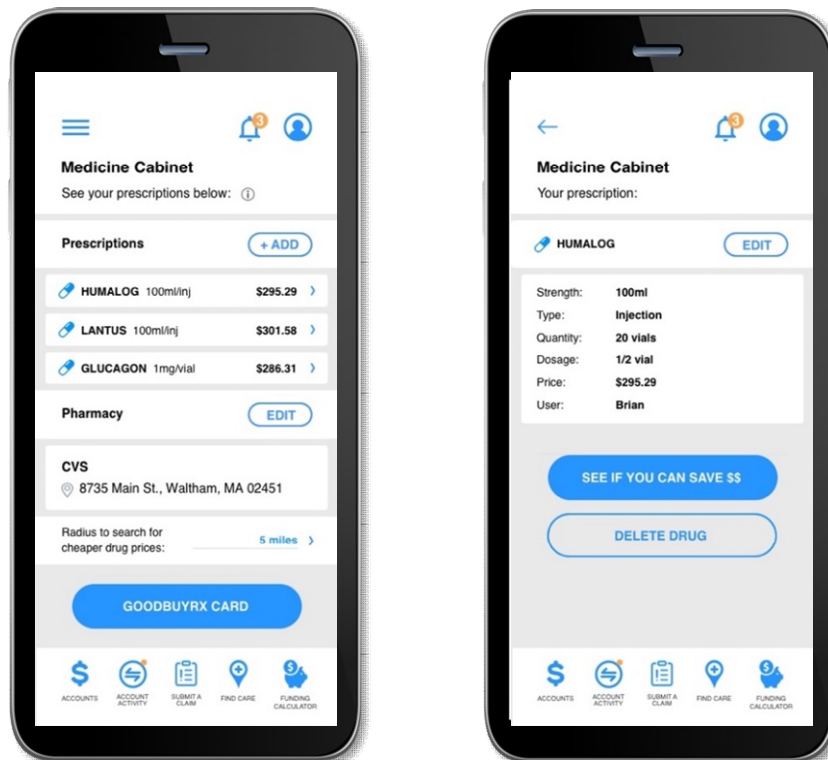 3
Medicine Cabinet
See your prescriptions below: i
Prescriptions + ADD
HUMALOG 100ml/inj $295.29 >
LANTUS 100ml/inj $301.58 >
GLUCAGON 1mg/vial $286.31 >
Pharmacy EDIT
CVS
8735 Main St., Waltham, MA 02451
Radius to search for
cheaper drug prices: 5 miles >
GOODBUYRX CARD
$ $
ACCOUNTS ACCOUNT ACTIVITY SUBMIT A CLAIM FIND CARE FUNDING CALCULATOR
3
Medicine Cabinet
Your prescription:
HUMALOG EDIT
Strength: 100ml
Type: Injection
Quantity: 20 vials
Dosage: 1/2 vial
Price: $295.29
User: Brian
SEE IF YOU CAN SAVE $$
DELETE DRUG
$ $
ACCOUNTS ACCOUNT ACTIVITY SUBMIT A CLAIM FIND CARE FUNDING CALCULATOR